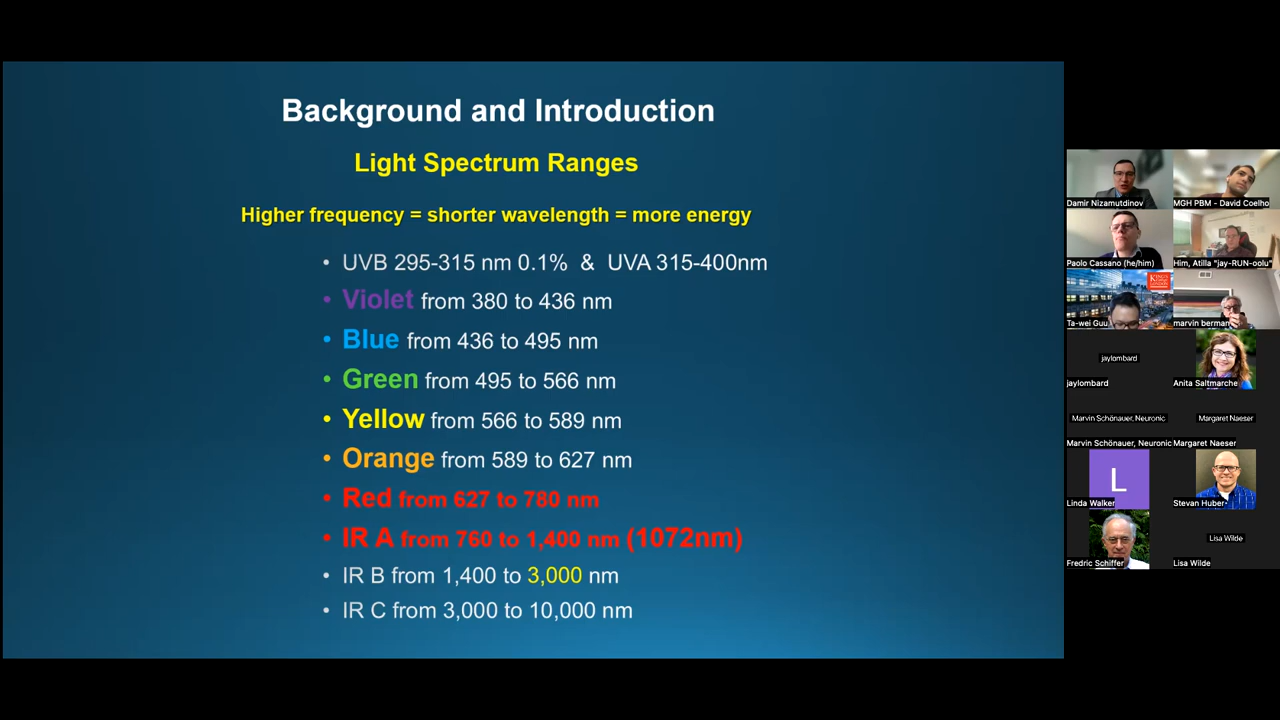 Background and Introduction
Light Spectrum Ranges
Higher frequency = shorter wavelength = more energy
• UVB 295-315 nm 0.1% & UVA 315-400nm
• Violet from 380 to 436 nm
• Blue from 436 to 495 nm
• Green from 495 to 566 nm
• Yellow from 566 to 589 nm
• Orange from 589 to 627 nm
• Red from 627 to 780 nm
• IR A from 760 to 1,400 nm (1072nm)
• IR B from 1,400 to 3,000 nm
• IR C from 3,000 to 10,000 nm
Damir Nizamutdinov
MGH PBM - David Coelho
Paolo Cassano (he/him)
Him, Atilla "jay-RUN-oolu"
KING'S
LONDON
Ta-wei Guu
marvin berman
jaylombard
jaylombard
Anita Saltmarche
Marvin Schönauer, Neuronic
Margaret Naeser
Marvin Schönauer, Neuronic
Margaret Naeser
L
Linda Walker
Stevan Huber
Fredric Schiffer
Lisa Wilde
Lisa Wilde